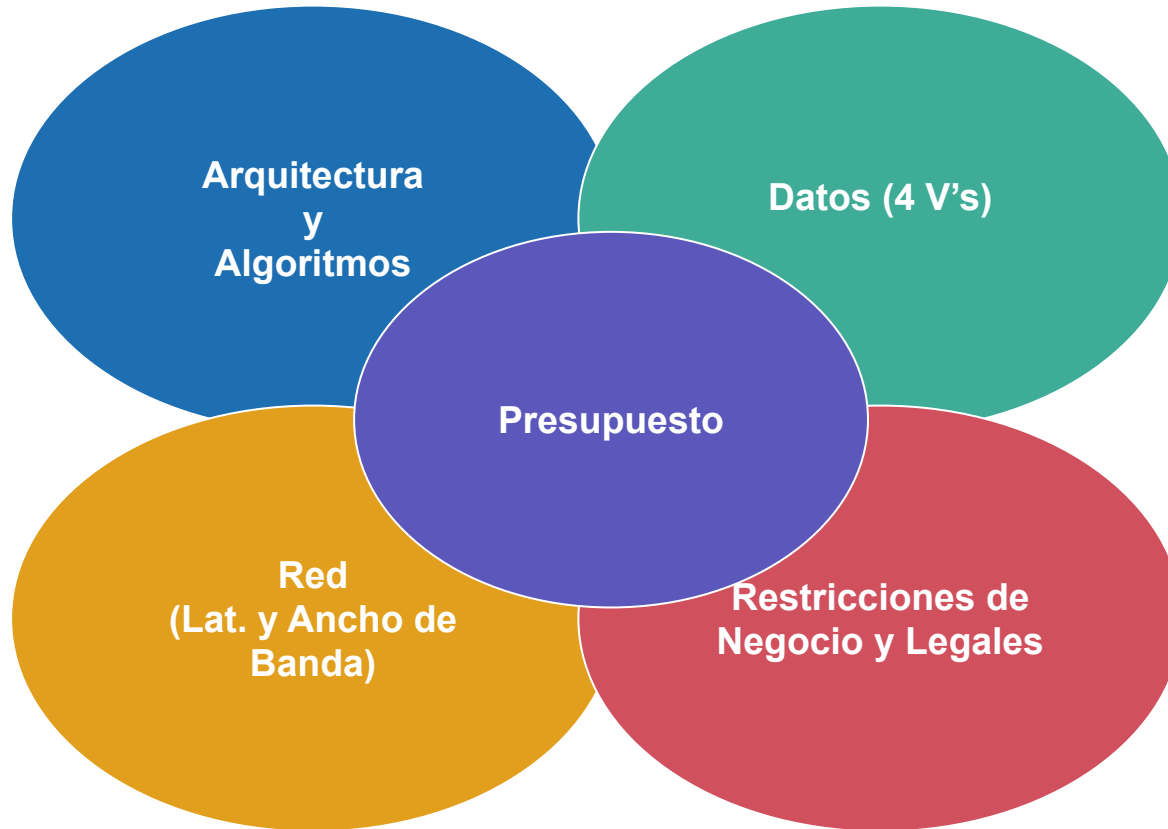 Arquitectura
y
Algoritmos
Datos (4 V’s)
Presupuesto
Red
(Lat. y Ancho de
Banda)
Restricciones de
Negocio y Legales